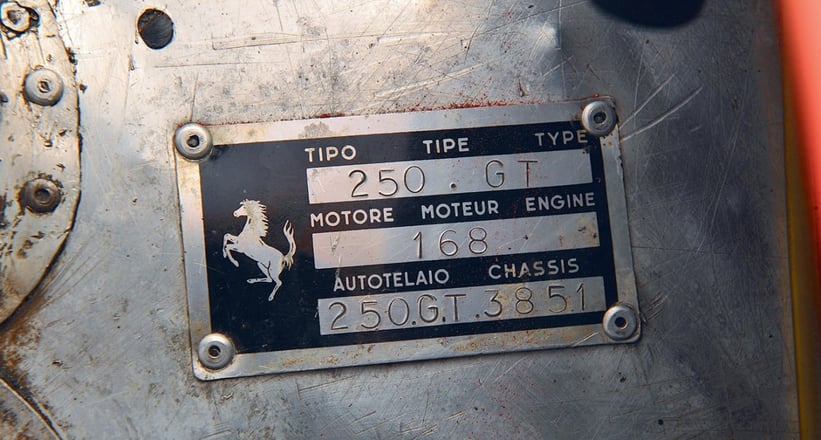 TIPO TIPE TYPE
250 . GT
MOTORE MOTEUR ENGINE
168
AUTOTELAIO CHASSIS
250.G.T.3851